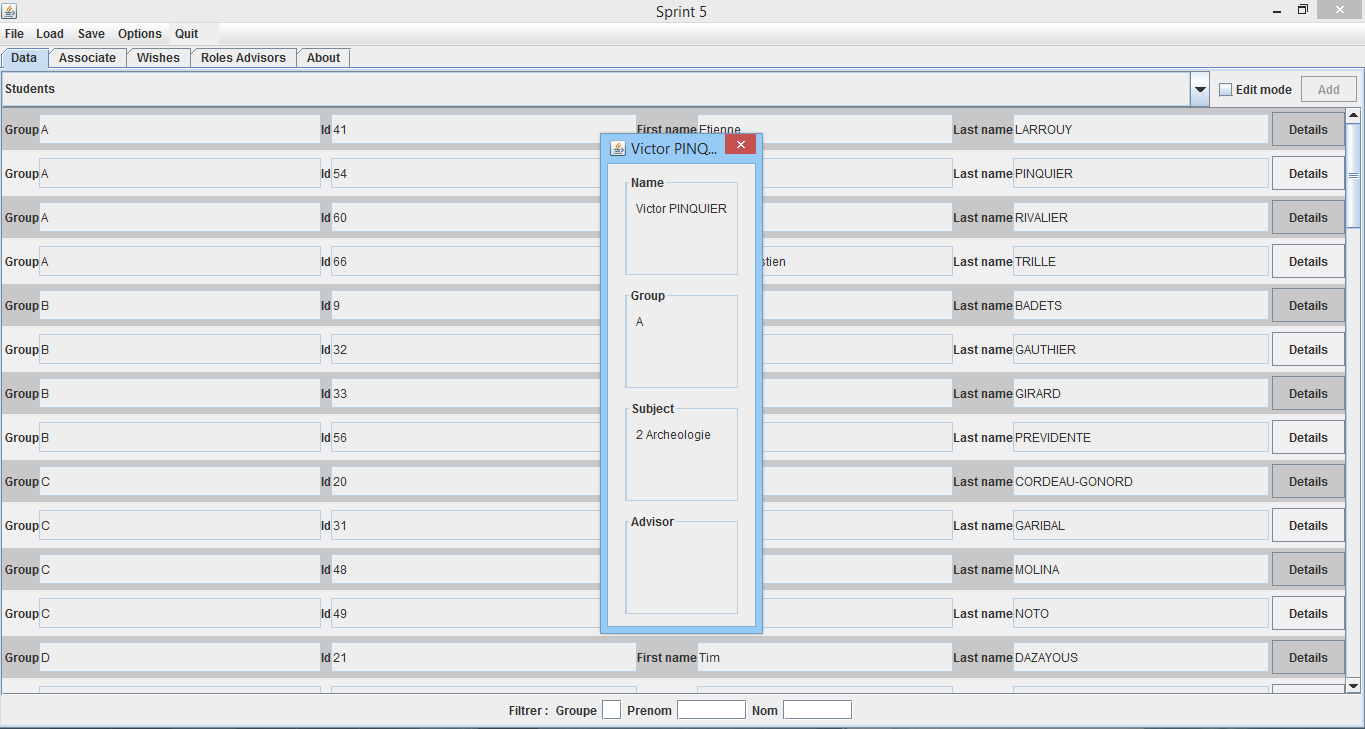 Sprint 5
File Load Save Options Quit
Data Associate Wishes Roles Advisors About
Students Edit mode Add
Group A Id 41 First name Etienne Last name LARROUY Details
Group A Id 54 Last name PINQUIER Details
Group A Id 60 Last name RIVALIER Details
Group A Id 66 stien Last name TRILLE Details
Group B Id 9 Last name BADETS Details
Group B Id 32 Last name GAUTHIER Details
Group B Id 33 Last name GIRARD Details
Group B Id 56 Last name PREVIDENTE Details
Group C Id 20 Last name CORDEAU-GONORD Details
Group C Id 31 Last name GARIBAL Details
Group C Id 48 Last name MOLINA Details
Group C Id 49 Last name NOTO Details
Group D Id 21 First name Tim Last name DAZAYOUS Details
Victor PINQ...
Name
Victor PINQUIER
Group
A
Subject
2 Archeologie
Advisor
Filtrer : Groupe Prenom Nom